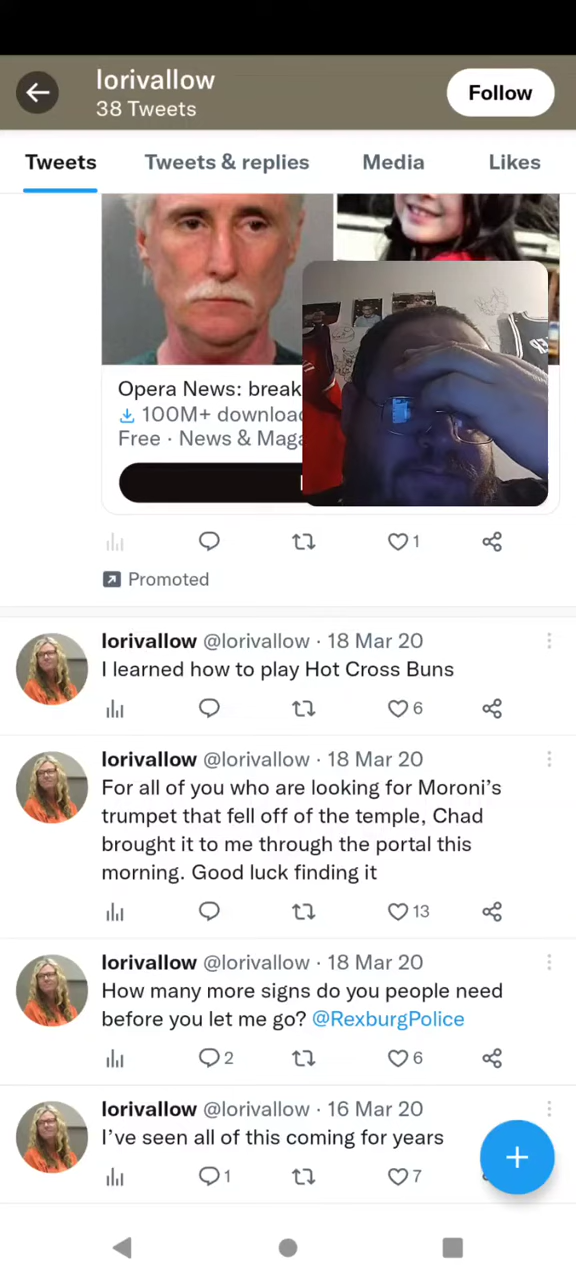 lorivallow
38 Tweets
Follow
Tweets
Tweets & replies
Media
Likes
Opera News: break
100M+ downloa
Free · News & Maga
1
Promoted
lorivallow @lorivallow · 18 Mar 20
I learned how to play Hot Cross Buns
6
lorivallow @lorivallow · 18 Mar 20
For all of you who are looking for Moroni’s
trumpet that fell off of the temple, Chad
brought it to me through the portal this
morning. Good luck finding it
13
lorivallow @lorivallow · 18 Mar 20
How many more signs do you people need
before you let me go? @RexburgPolice
2
6
lorivallow @lorivallow · 16 Mar 20
I’ve seen all of this coming for years
1
7